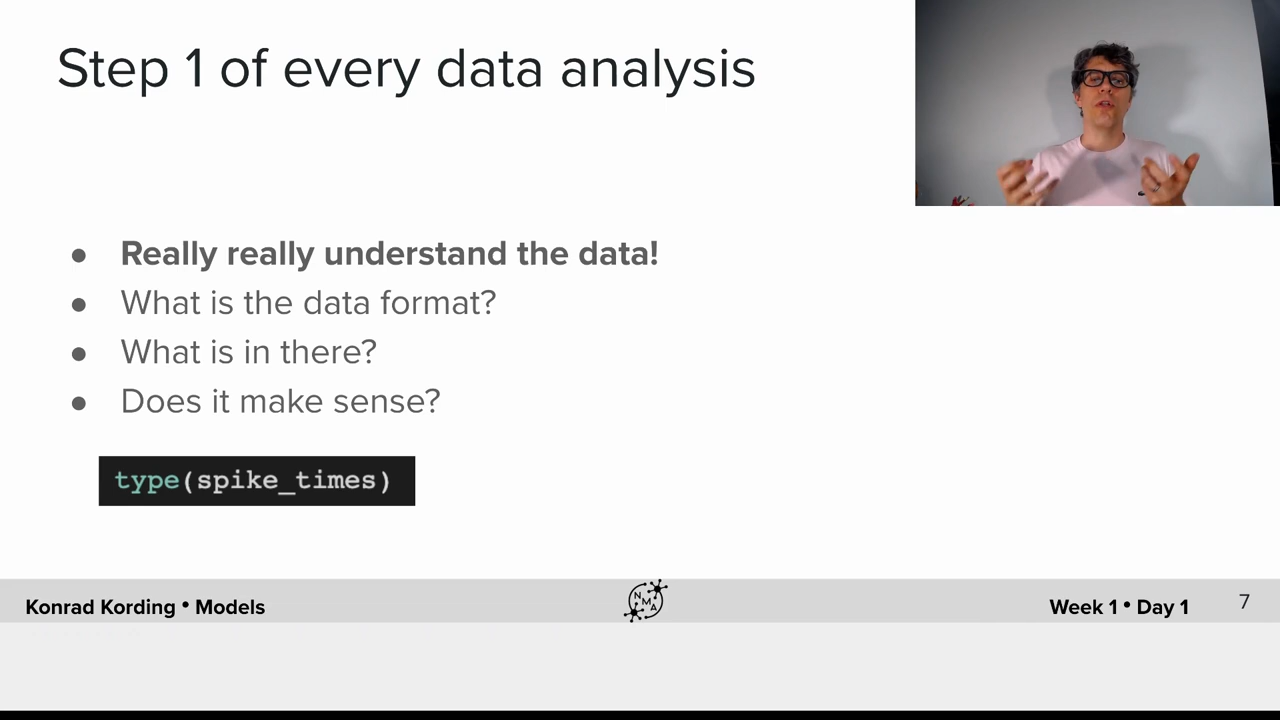 Step 1 of every data analysis
● Really really understand the data!
● What is the data format?
● What is in there?
● Does it make sense?
type(spike_times)
Konrad Kording • Models
NMA
Week 1 • Day 1
7